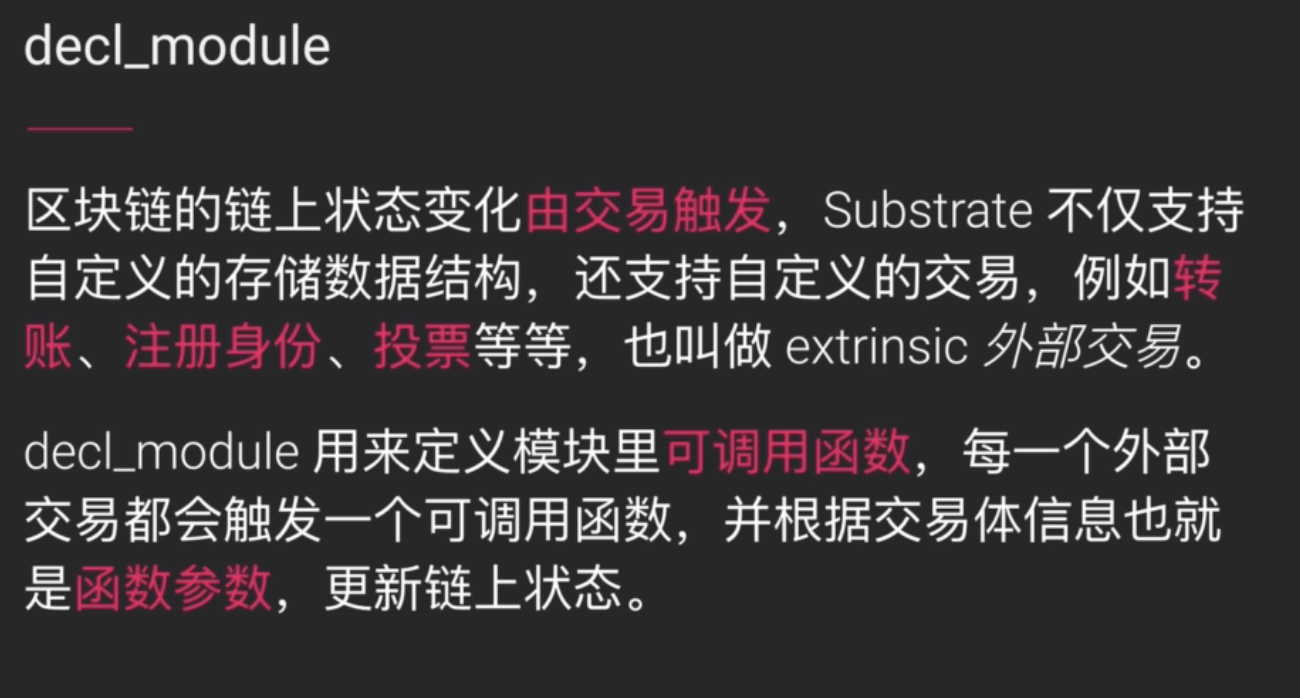 decl_module
区块链的链上状态变化由交易触发，Substrate 不仅支持
自定义的存储数据结构，还支持自定义的交易，例如转
账、注册身份、投票等等，也叫做 extrinsic 外部交易。
decl_module 用来定义模块里可调用函数，每一个外部
交易都会触发一个可调用函数，并根据交易体信息也就
是函数参数，更新链上状态。